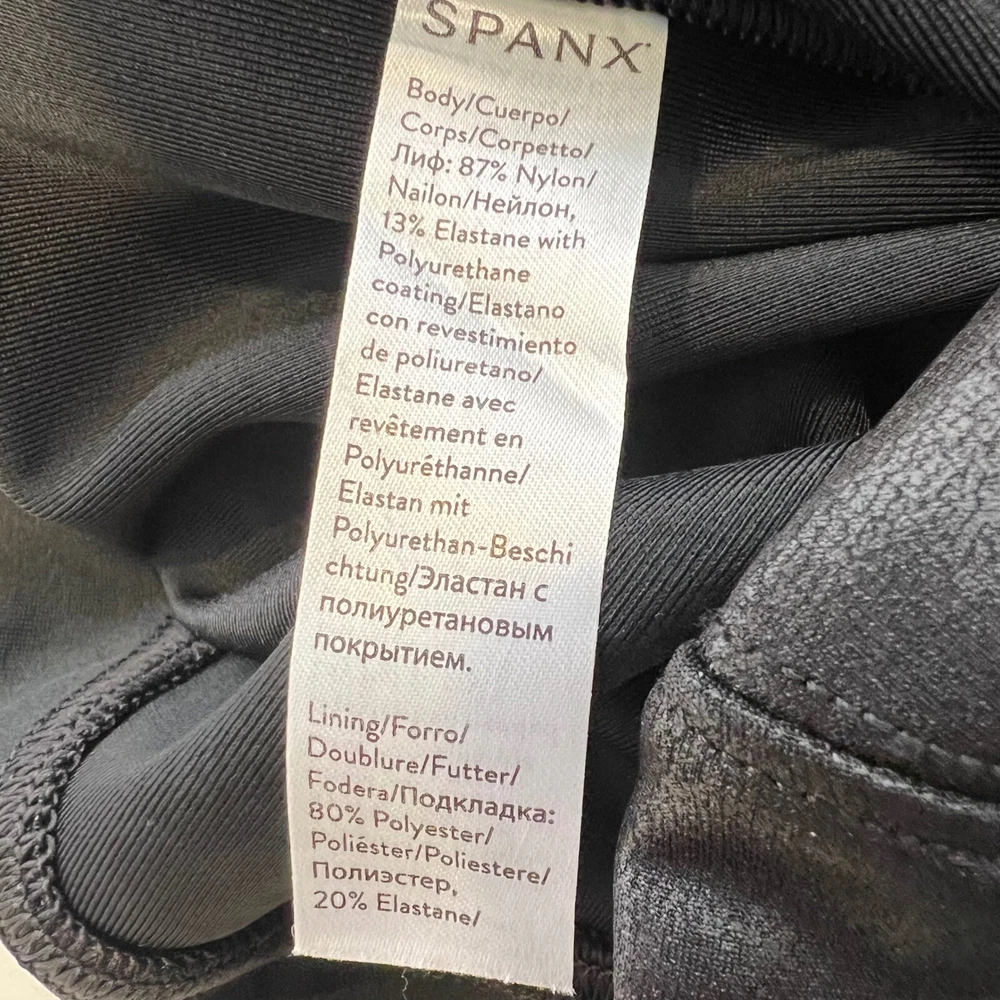 SPANX
Body/Cuerpo/
Corps/Corpetto/
Лиф: 87% Nylon/
Nailon/Нейлон,
13% Elastane with
Polyurethane
coating/Elastano
con revestimiento
de poliuretano/
Elastane avec
revêtement en
Polyuréthanne/
Elastan mit
Polyurethan-Beschi
chtung/Эластан с
полиуретановым
покрытием.
Lining/Forro/
Doublure/Futter/
Fodera/Подкладка:
80% Polyester/
Poliéster/Poliestere/
Полиэстер,
20% Elastane/